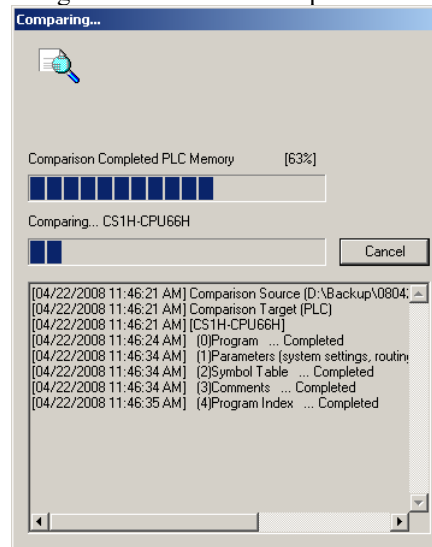 Comparing...
Comparison Completed PLC Memory [63%]
Comparing... CS1H-CPU66H
Cancel
[04/22/2008 11:46:21 AM] Comparison Source (D:\Backup\0804
[04/22/2008 11:46:21 AM] Comparison Target (PLC)
[04/22/2008 11:46:21 AM] [CS1H-CPU66H]
[04/22/2008 11:46:24 AM] (0)Program ... Completed
[04/22/2008 11:46:34 AM] (1)Parameters (system settings, routing
[04/22/2008 11:46:34 AM] (2)Symbol Table ... Completed
[04/22/2008 11:46:34 AM] (3)Comments ... Completed
[04/22/2008 11:46:35 AM] (4)Program Index ... Completed